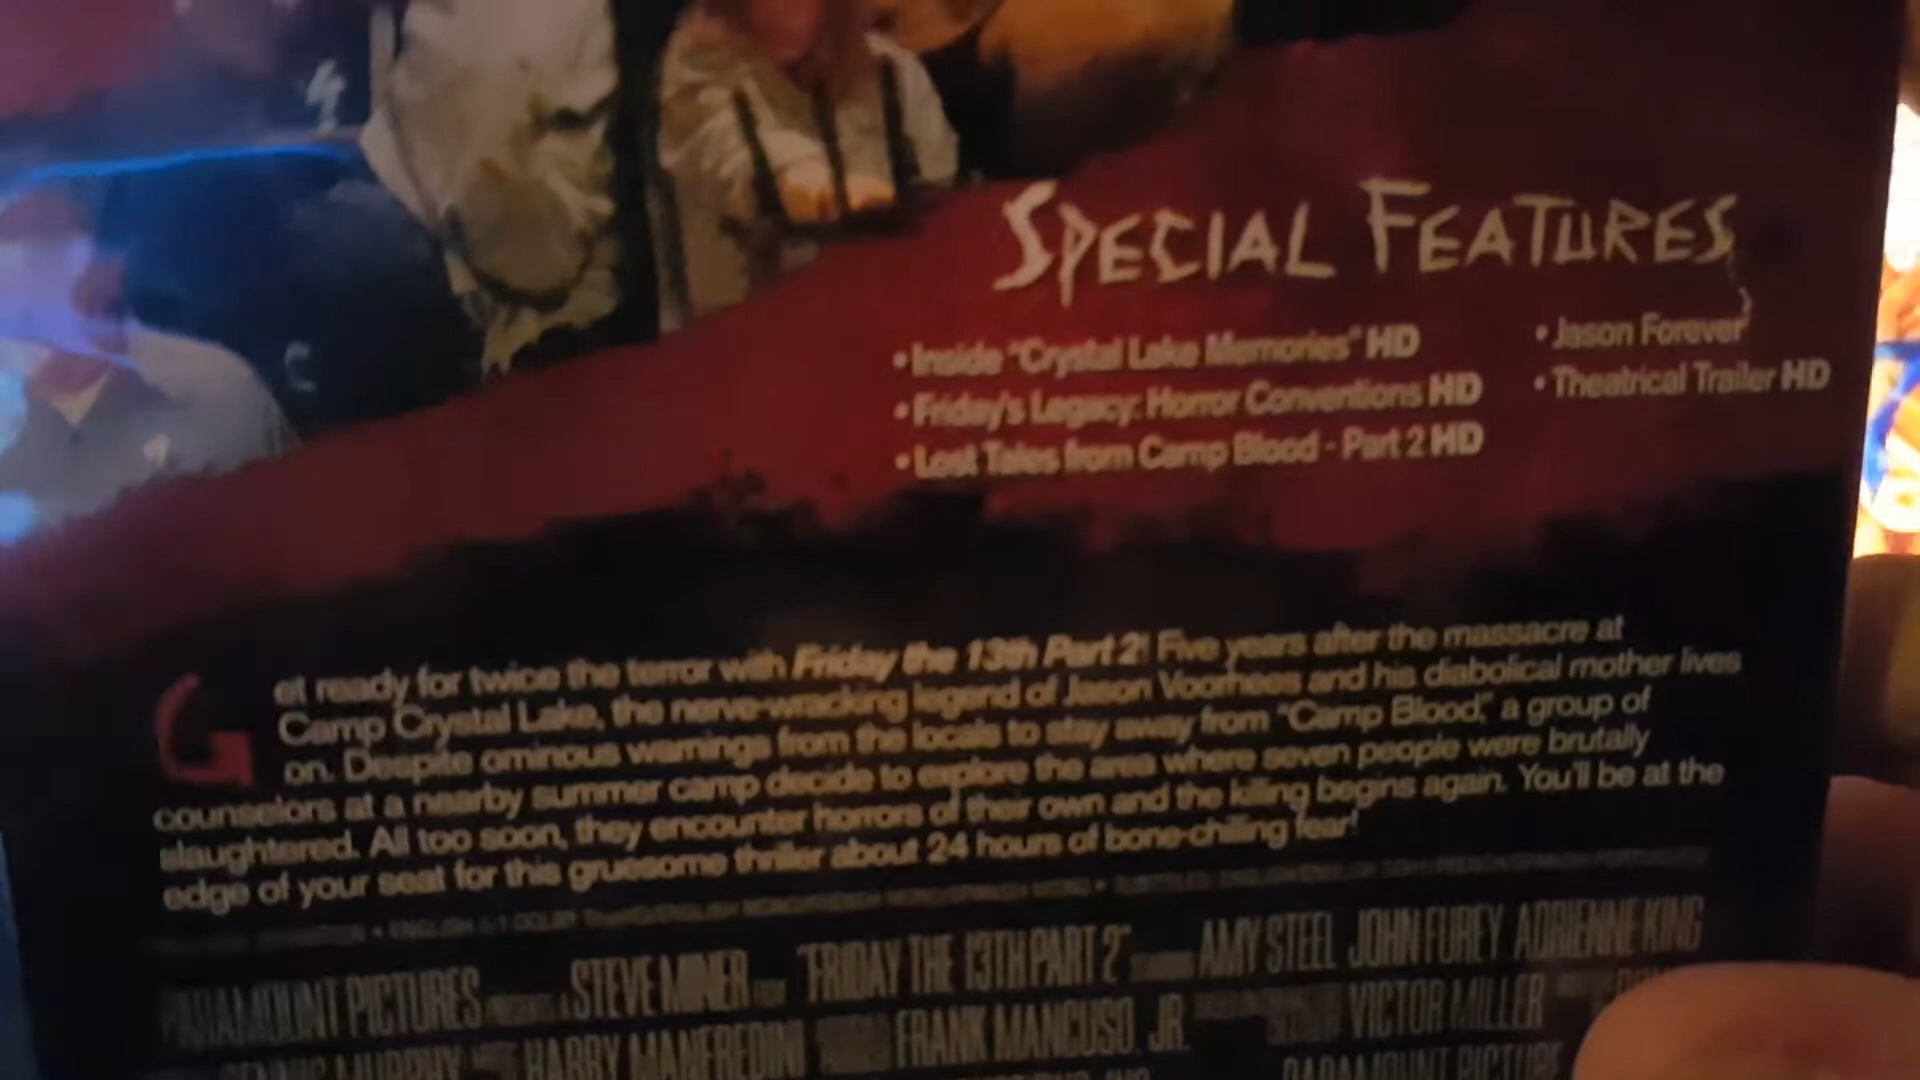 SPECIAL FEATURES
• Inside "Crystal Lake Memories" HD
• Friday's Legacy: Horror Conventions HD
• Lost Tales from Camp Blood - Part 2 HD
• Jason Forever
• Theatrical Trailer HD
Get ready for twice the terror with Friday the 13th Part 2! Five years after the massacre at
Camp Crystal Lake, the nerve-wracking legend of Jason Voorhees and his diabolical mother lives
on. Despite ominous warnings from the locals to stay away from "Camp Blood," a group of
counselors at a nearby summer camp decide to explore the area where seven people were brutally
slaughtered. All too soon, they encounter horrors of their own and the killing begins again. You'll be at the
edge of your seat for this gruesome thriller about 24 hours of bone-chilling fear!
• ENGLISH 5.1 DOLBY
PARAMOUNT PICTURES STEVE MINER "FRIDAY THE 13TH PART 2" AMY STEEL JOHN FUREY ADRIENNE KING
MURPHY HARRY MANFREDINI FRANK MANCUSO, JR. VICTOR MILLER
PARAMOUNT PICTURE